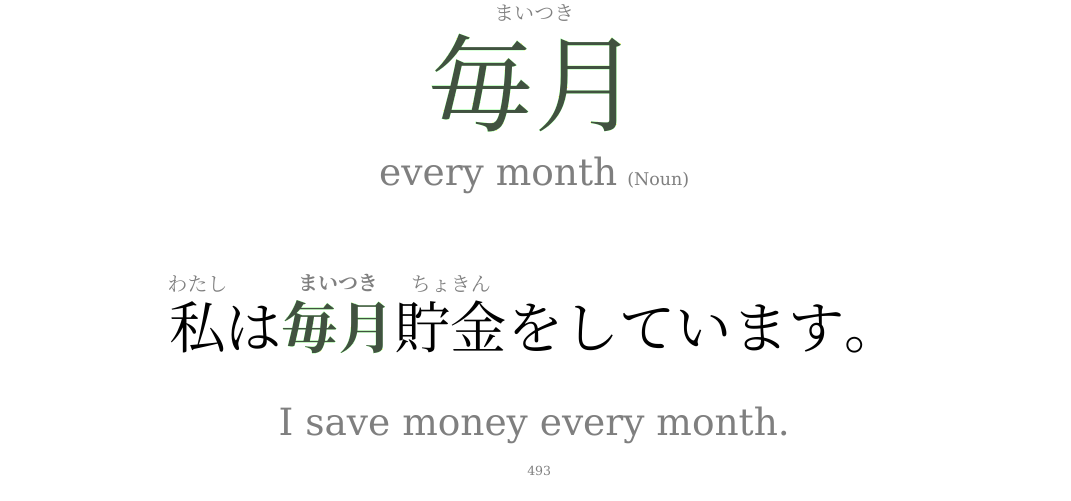 まいつき
毎月
every month (Noun)
わたし まいつき ちょきん
私は毎月貯金をしています。
I save money every month.
493